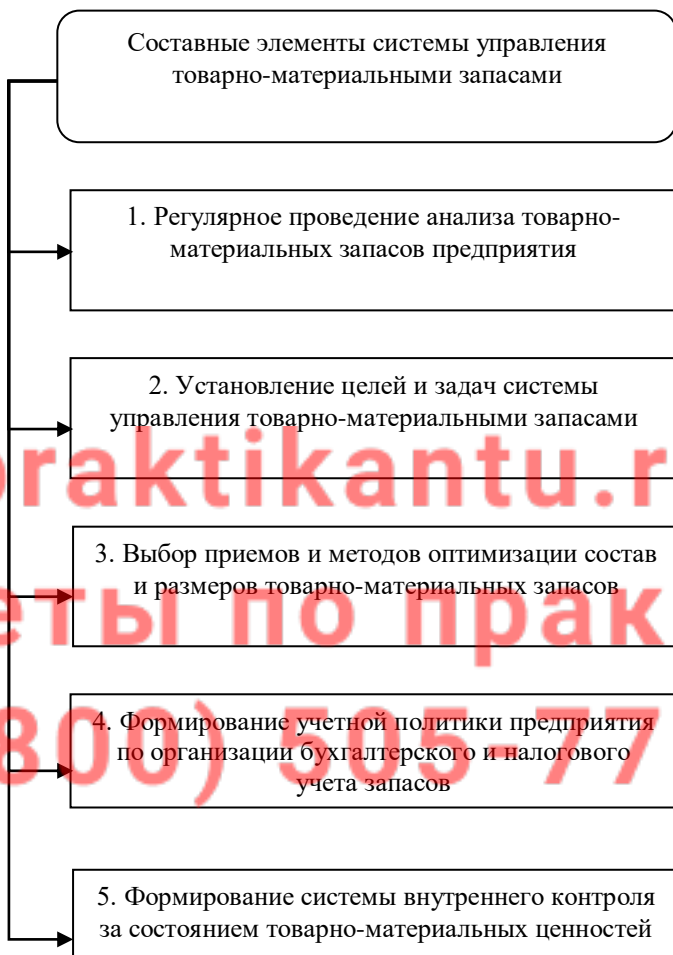 Составные элементы системы управления
товарно-материальными запасами
1. Регулярное проведение анализа товарно-
материальных запасов предприятия
2. Установление целей и задач системы
управления товарно-материальными запасами
praktikantu.r
3. Выбор приемов и методов оптимизации состав
и размеров товарно-материальных запасов
еты по прак
4. Формирование учетной политики предприятия
по организации бухгалтерского и налогового
учета запасов
800) 505-77
5. Формирование системы внутреннего контроля
за состоянием товарно-материальных ценностей